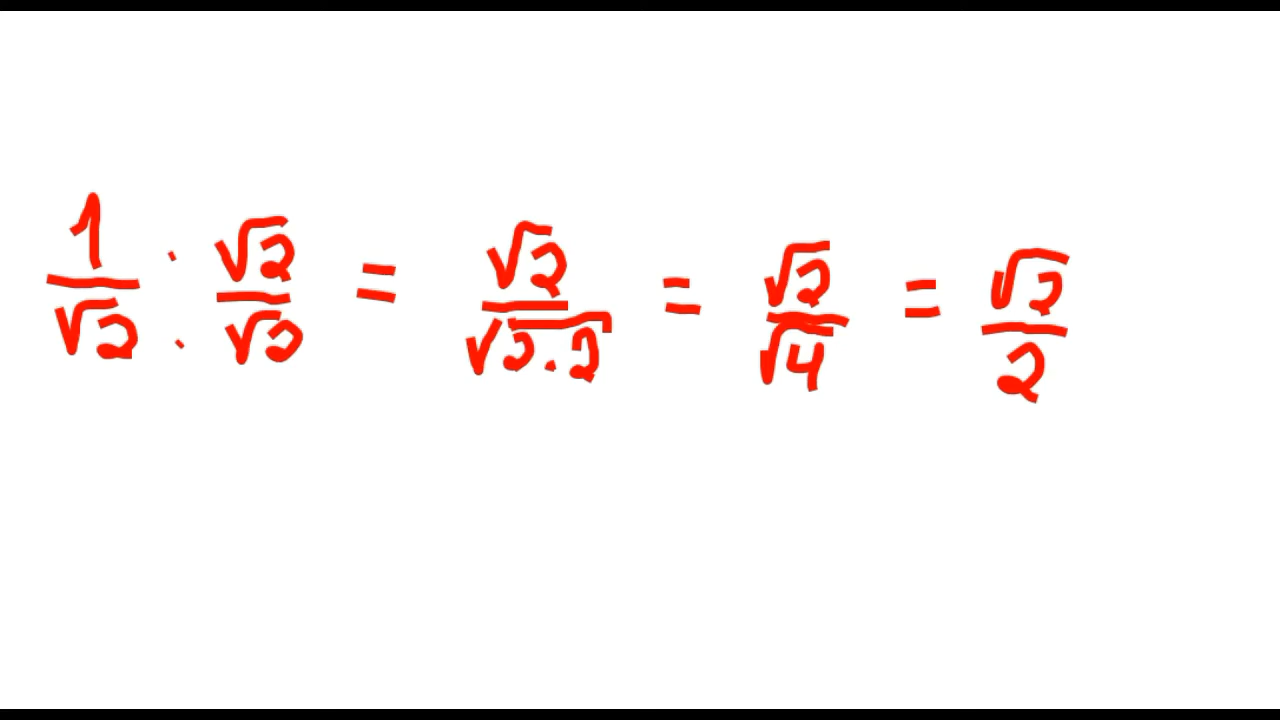 1/√2 · √2/√2 = √2/√2·2 = √2/√4 = √2/2